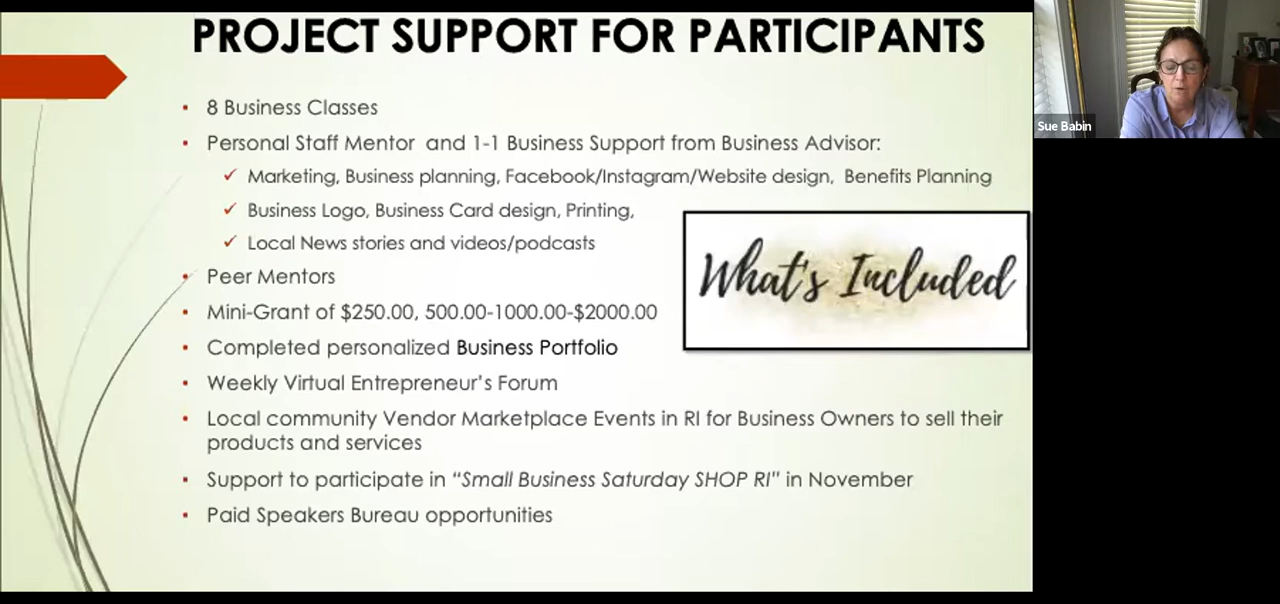 PROJECT SUPPORT FOR PARTICIPANTS
8 Business Classes
Personal Staff Mentor and 1-1 Business Support from Business Advisor:
Marketing, Business planning, Facebook/Instagram/Website design, Benefits Planning
Business Logo, Business Card design, Printing,
Local News stories and videos/podcasts
Peer Mentors
Mini-Grant of $250.00, 500.00-1000.00-$2000.00
Completed personalized Business Portfolio
Weekly Virtual Entrepreneur's Forum
Local community Vendor Marketplace Events in RI for Business Owners to sell their
products and services
Support to participate in "Small Business Saturday SHOP RI" in November
Paid Speakers Bureau opportunities
What's Included
Sue Babin